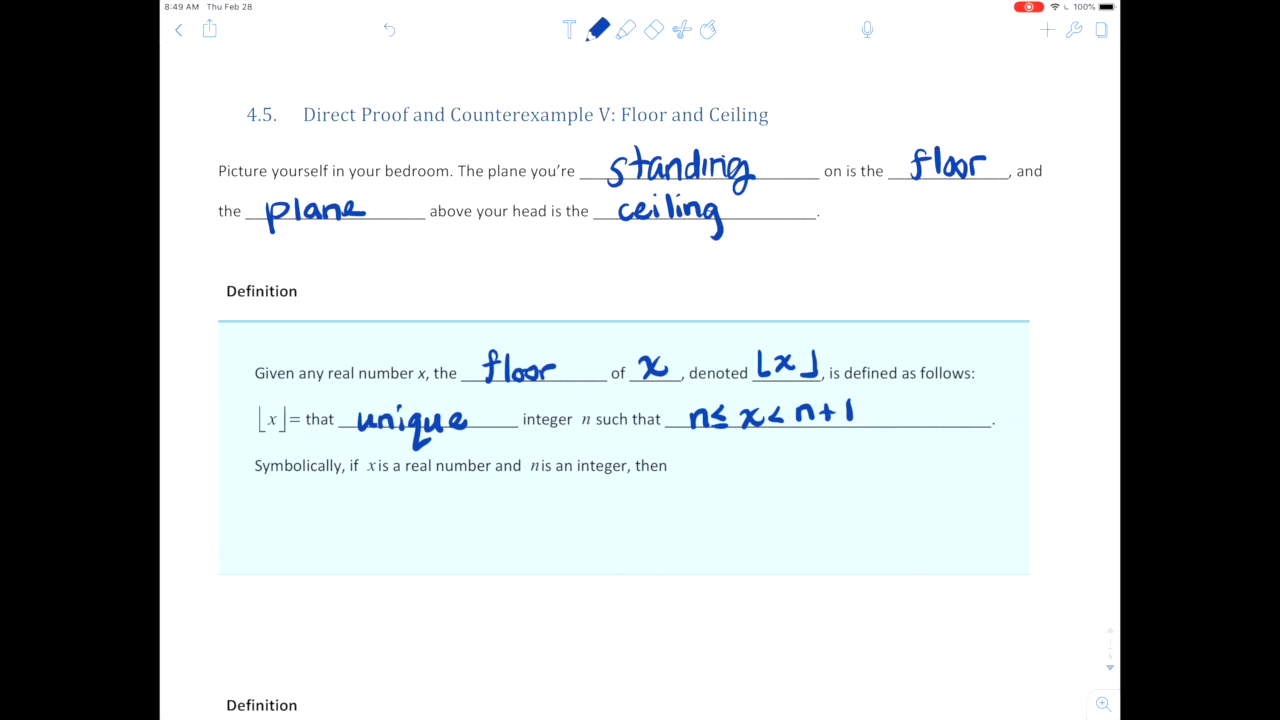 8:49 AM Thu Feb 28
100%
4.5. Direct Proof and Counterexample V: Floor and Ceiling
Picture yourself in your bedroom. The plane you're standing on is the floor, and
the plane above your head is the ceiling.
Definition
Given any real number x, the floor of x, denoted ⌊x⌋, is defined as follows:
⌊x⌋= that unique integer n such that n≤ x< n+1.
Symbolically, if x is a real number and n is an integer, then
Definition